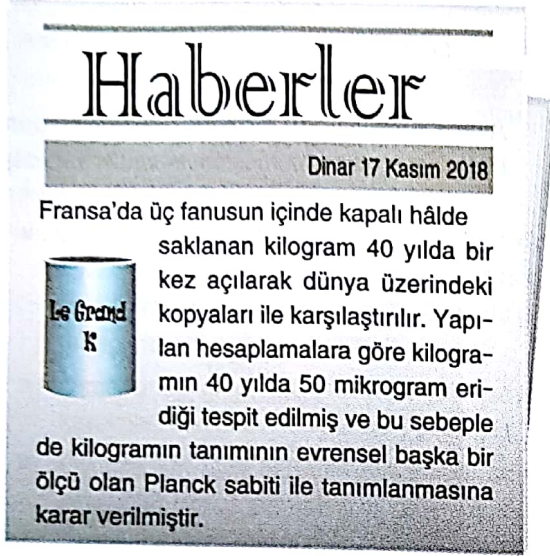 Haberler
Dinar 17 Kasım 2018
Fransa'da üç fanusun içinde kapalı hâlde
saklanan kilogram 40 yılda bir
kez açılarak dünya üzerindeki
kopyaları ile karşılaştırılır. Yapı-
lan hesaplamalara göre kilogra-
mın 40 yılda 50 mikrogram eri-
diği tespit edilmiş ve bu sebeple
de kilogramın tanımının evrensel başka bir
ölçü olan Planck sabiti ile tanımlanmasına
karar verilmiştir.
Le Grand
K